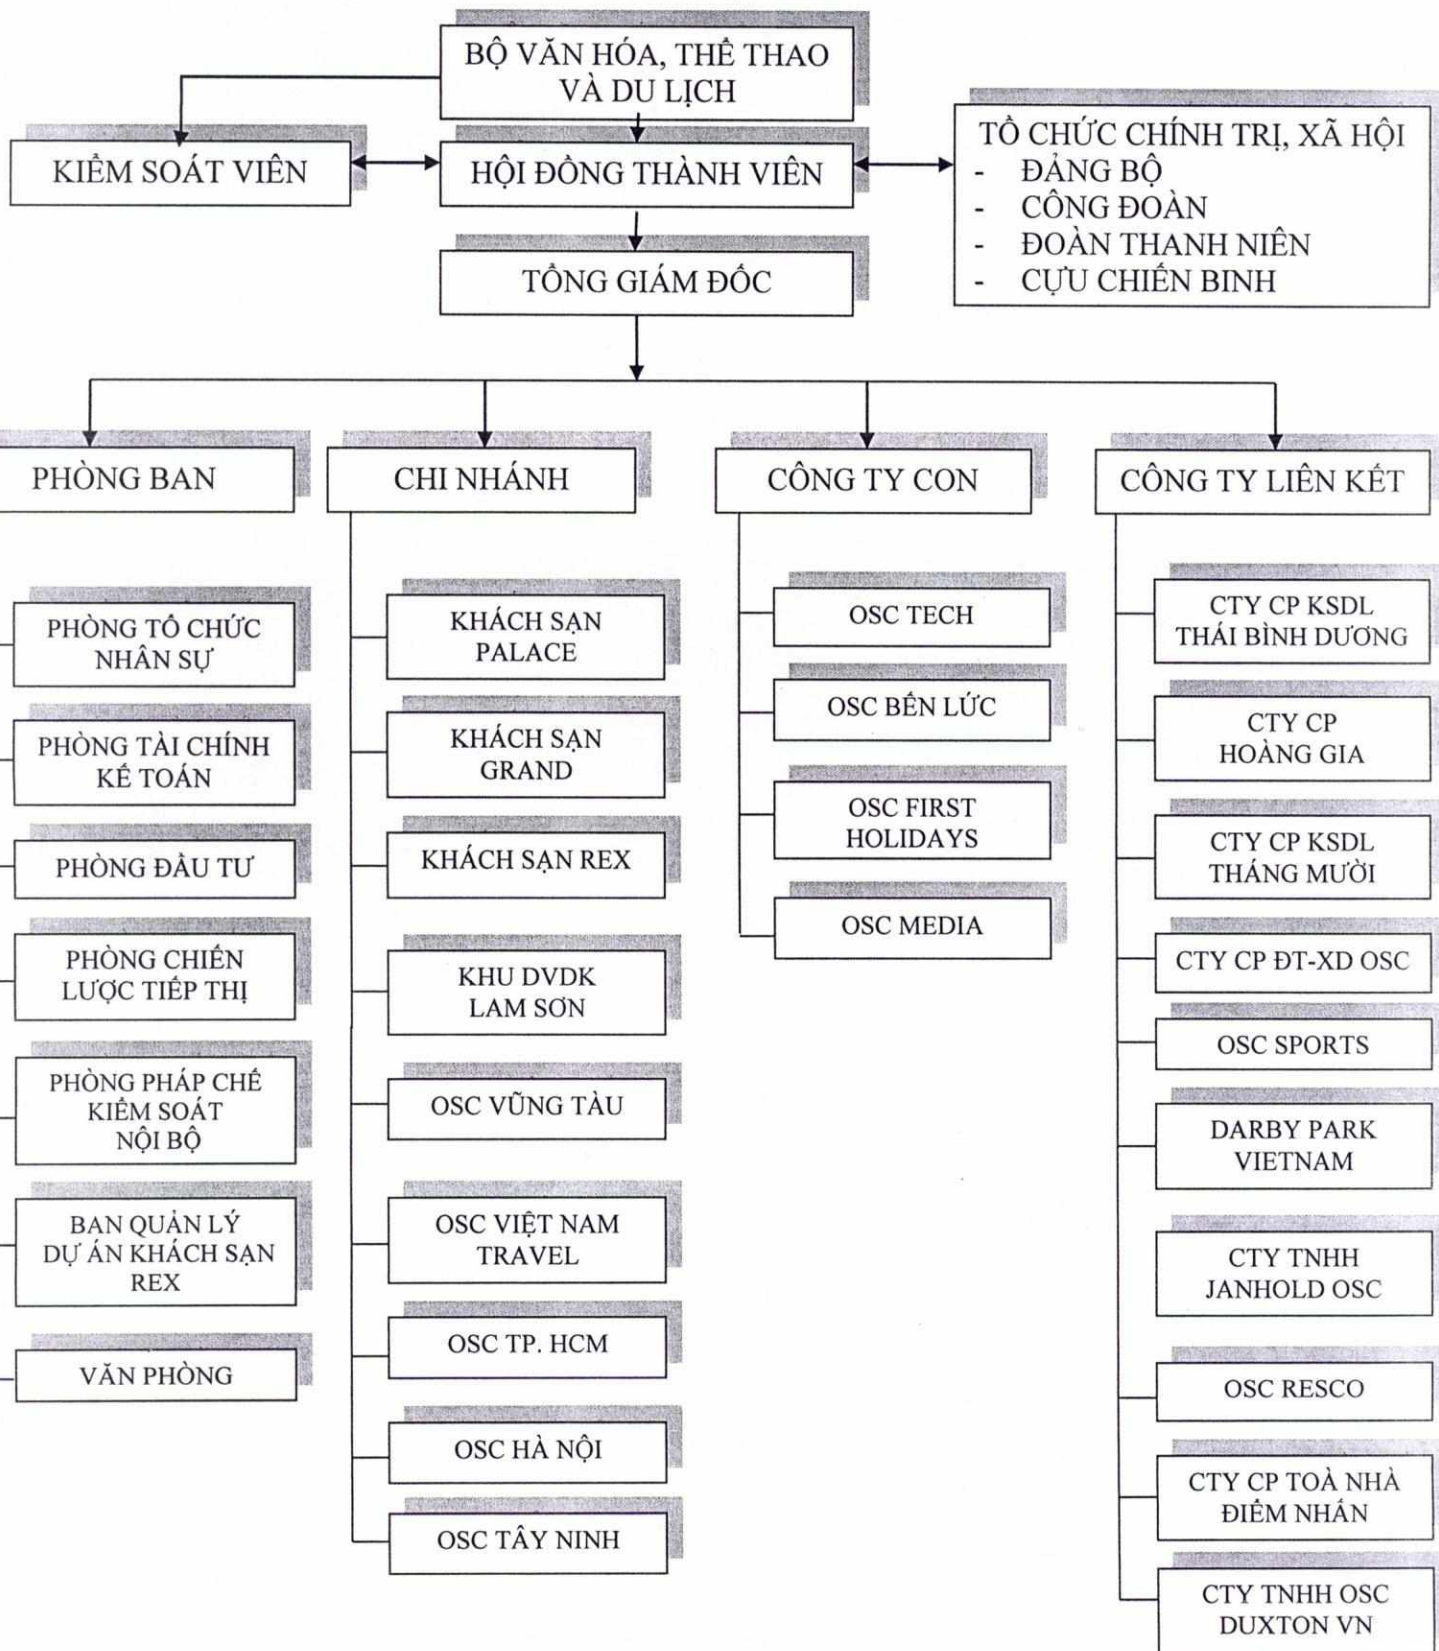 BỘ VĂN HÓA, THỂ THAO
VÀ DU LỊCH
KIỂM SOÁT VIÊN
HỘI ĐỒNG THÀNH VIÊN
TỔ CHỨC CHÍNH TRỊ, XÃ HỘI
- ĐẢNG BỘ
- CÔNG ĐOÀN
- ĐOÀN THANH NIÊN
- CỰU CHIẾN BINH
TỔNG GIÁM ĐỐC
PHÒNG BAN
CHI NHÁNH
CÔNG TY CON
CÔNG TY LIÊN KẾT
PHÒNG TỔ CHỨC
NHÂN SỰ
PHÒNG TÀI CHÍNH
KẾ TOÁN
PHÒNG ĐẦU TƯ
PHÒNG CHIẾN
LƯỢC TIẾP THỊ
PHÒNG PHÁP CHẾ
KIỂM SOÁT
NỘI BỘ
BAN QUẢN LÝ
DỰ ÁN KHÁCH SẠN
REX
VĂN PHÒNG
KHÁCH SẠN
PALACE
KHÁCH SẠN
GRAND
KHÁCH SẠN REX
KHU DVDK
LAM SƠN
OSC VŨNG TÀU
OSC VIỆT NAM
TRAVEL
OSC TP. HCM
OSC HÀ NỘI
OSC TÂY NINH
OSC TECH
OSC BẾN LỨC
OSC FIRST
HOLIDAYS
OSC MEDIA
CTY CP KSDL
THÁI BÌNH DƯƠNG
CTY CP
HOÀNG GIA
CTY CP KSDL
THÁNG MƯỜI
CTY CP ĐT-XD OSC
OSC SPORTS
DARBY PARK
VIETNAM
CTY TNHH
JANHOLD OSC
OSC RESCO
CTY CP TOÀ NHÀ
ĐIỂM NHẤN
CTY TNHH OSC
DUXTON VN